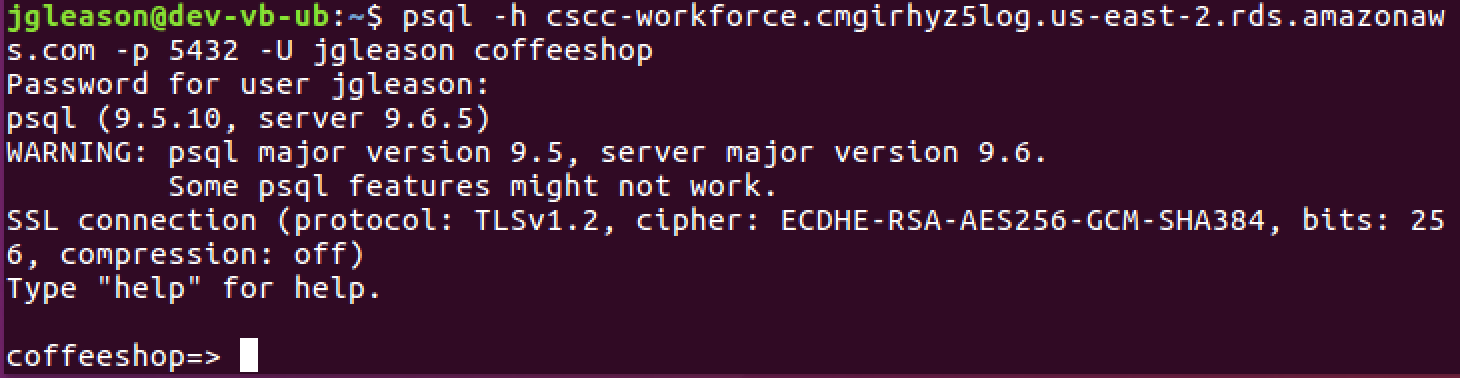 jgleason@dev-vb-ub:~$ psql -h cscc-workforce.cmgirhyz5log.us-east-2.rds.amazonaw
s.com -p 5432 -U jgleason coffeeshop
Password for user jgleason:
psql (9.5.10, server 9.6.5)
WARNING: psql major version 9.5, server major version 9.6.
         Some psql features might not work.
SSL connection (protocol: TLSv1.2, cipher: ECDHE-RSA-AES256-GCM-SHA384, bits: 25
6, compression: off)
Type "help" for help.

coffeeshop=>